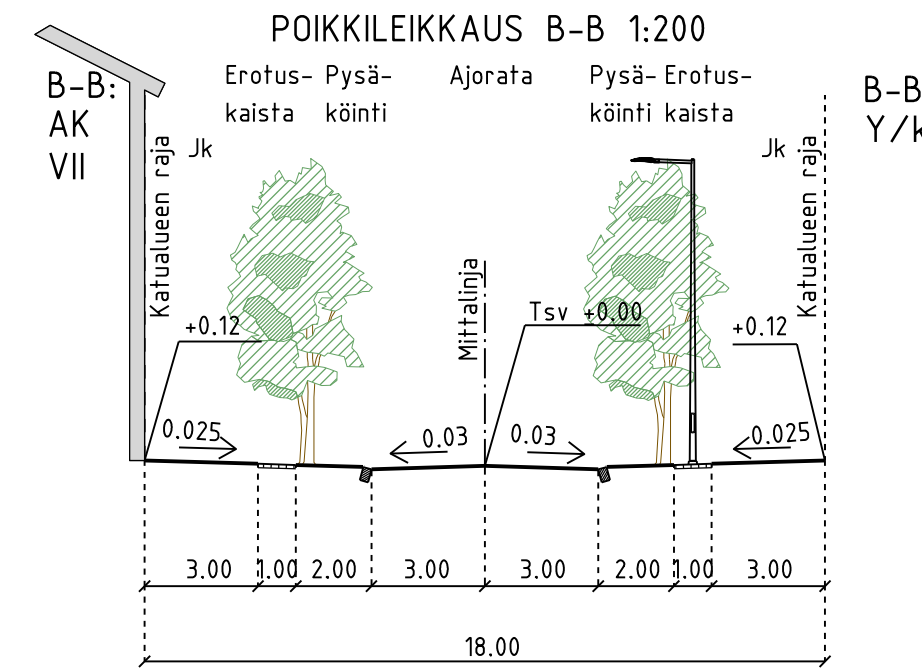 POIKKILEIKKAUS B-B 1:200
B-B:
AK
VII
Erotus-
kaista
Pysä-
köinti
Ajorata
Pysä-
köinti
Erotus-
kaista
B-B
Y/k
Katualueen raja
Jk
Jk
Katualueen raja
Mittalinja
+0.12
Tsv +0.00
+0.12
0.025
0.03
0.03
0.025
3.00 1.00 2.00 3.00 3.00 2.00 1.00 3.00
18.00